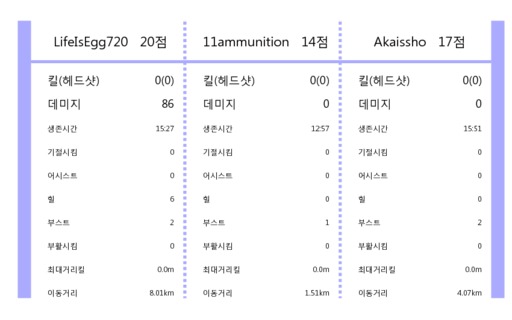 LifeIsEgg720 20점 11ammunition 14점 Akaissho 17점
킬(헤드샷) 0(0) 킬(헤드샷) 0(0) 킬(헤드샷) 0(0)
데미지 86 데미지 0 데미지 0
생존시간 15:27 생존시간 12:57 생존시간 15:51
기절시킴 0 기절시킴 0 기절시킴 0
어시스트 0 어시스트 0 어시스트 0
힐 6 힐 0 힐 0
부스트 2 부스트 1 부스트 2
부활시킴 0 부활시킴 0 부활시킴 0
최대거리킬 0.0m 최대거리킬 0.0m 최대거리킬 0.0m
이동거리 8.01km 이동거리 1.51km 이동거리 4.07km